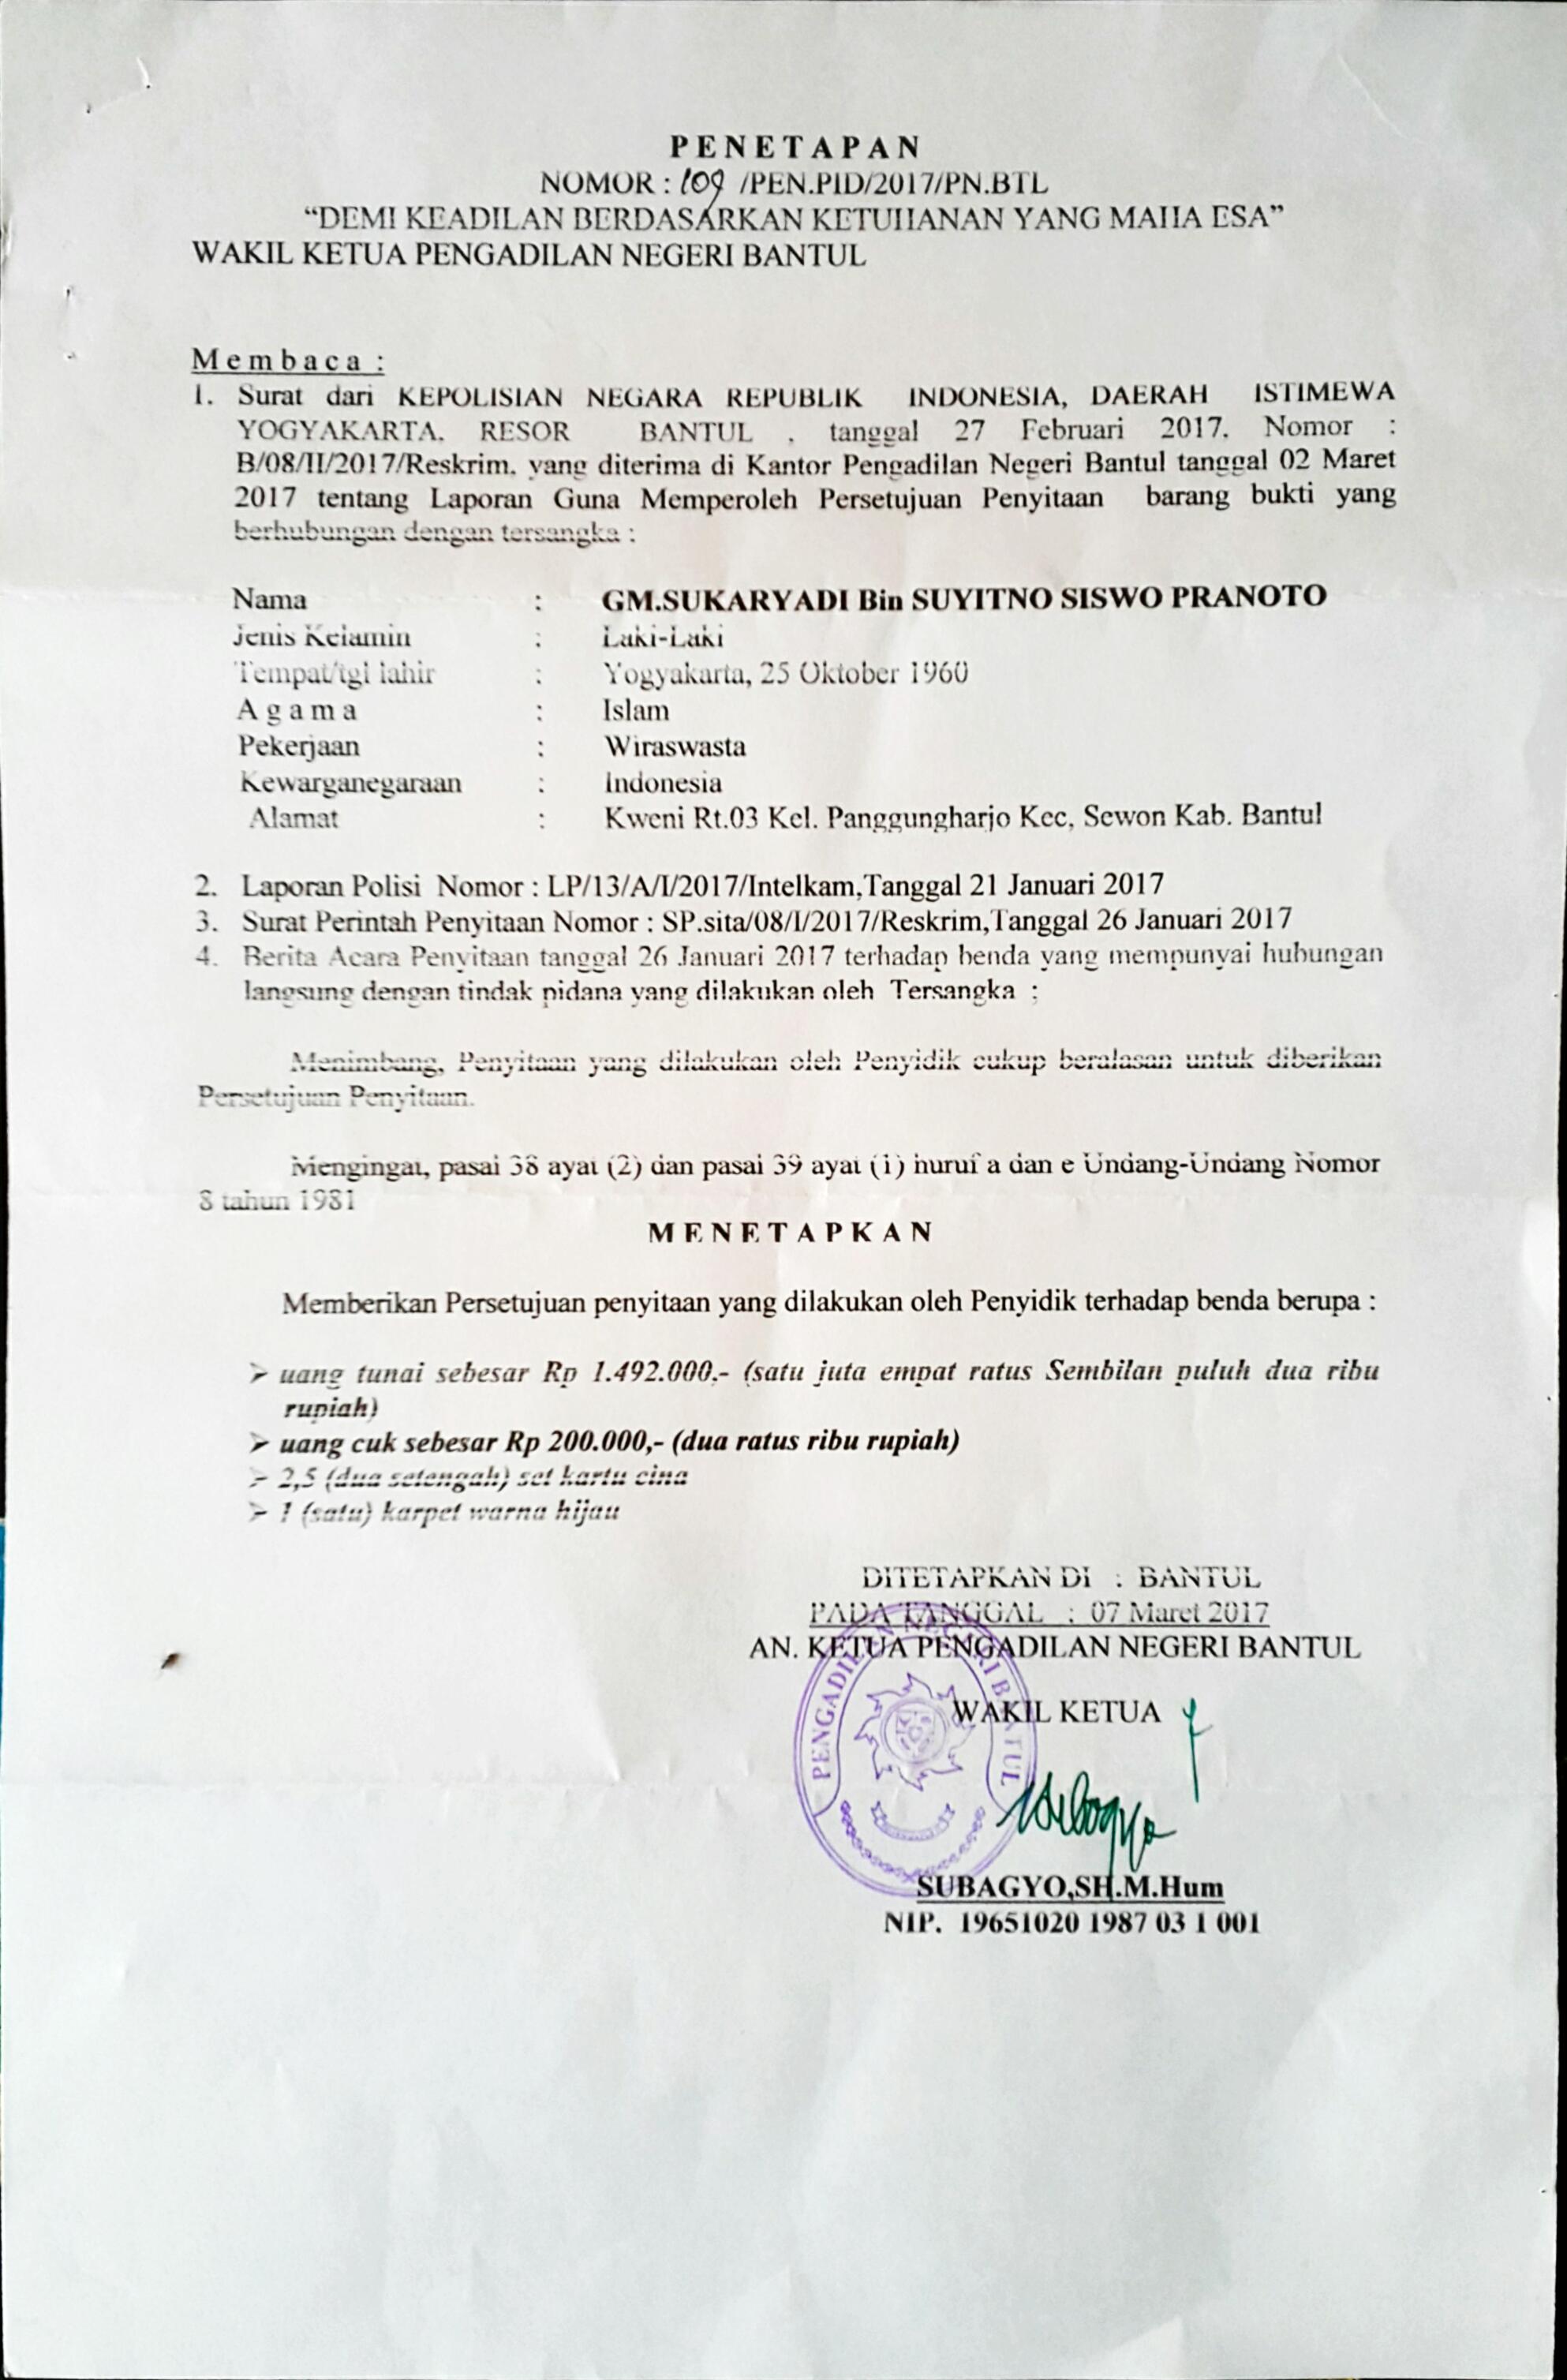 PENETAPAN
NOMOR : 109 /PEN.PID/2017/PN.BTL
“DEMI KEADILAN BERDASARKAN KETUHANAN YANG MAHA ESA”
WAKIL KETUA PENGADILAN NEGERI BANTUL
Membaca :
1. Surat dari KEPOLISIAN NEGARA REPUBLIK INDONESIA, DAERAH ISTIMEWA
YOGYAKARTA. RESOR BANTUL , tanggal 27 Februari 2017. Nomor :
B/08/II/2017/Reskrim. yang diterima di Kantor Pengadilan Negeri Bantul tanggal 02 Maret
2017 tentang Laporan Guna Memperoleh Persetujuan Penyitaan barang bukti yang
berhubungan dengan tersangka :
Nama : GM.SUKARYADI Bin SUYITNO SISWO PRANOTO
Jenis Kelamin : Laki-Laki
Tempat/tgl lahir : Yogyakarta, 25 Oktober 1960
Agama : Islam
Pekerjaan : Wiraswasta
Kewarganegaraan : Indonesia
Alamat : Kweni Rt.03 Kel. Panggungharjo Kec, Sewon Kab. Bantul
2. Laporan Polisi Nomor : LP/13/A/I/2017/Intelkam,Tanggal 21 Januari 2017
3. Surat Perintah Penyitaan Nomor : SP.sita/08/I/2017/Reskrim,Tanggal 26 Januari 2017
4. Berita Acara Penyitaan tanggal 26 Januari 2017 terhadap benda yang mempunyai hubungan
langsung dengan tindak pidana yang dilakukan oleh Tersangka ;
Menimbang, Penyitaan yang dilakukan oleh Penyidik cukup beralasan untuk diberikan
Persetujuan Penyitaan.
Mengingat, pasal 38 ayat (2) dan pasal 39 ayat (1) huruf a dan e Undang-Undang Nomor
8 tahun 1981
MENETAPKAN
Memberikan Persetujuan penyitaan yang dilakukan oleh Penyidik terhadap benda berupa :
➢ uang tunai sebesar Rp 1.492.000,- (satu juta empat ratus Sembilan puluh dua ribu
rupiah)
➢ uang cuk sebesar Rp 200.000,- (dua ratus ribu rupiah)
➢ 2,5 (dua setengah) set kartu cina
➢ 1 (satu) karpet warna hijau
DITETAPKAN DI : BANTUL
PADA TANGGAL : 07 Maret 2017
AN. KETUA PENGADILAN NEGERI BANTUL
WAKIL KETUA
PENGADILAN NEGERI BANTUL
SUBAGYO,SH.M.Hum
NIP. 19651020 1987 03 1 001